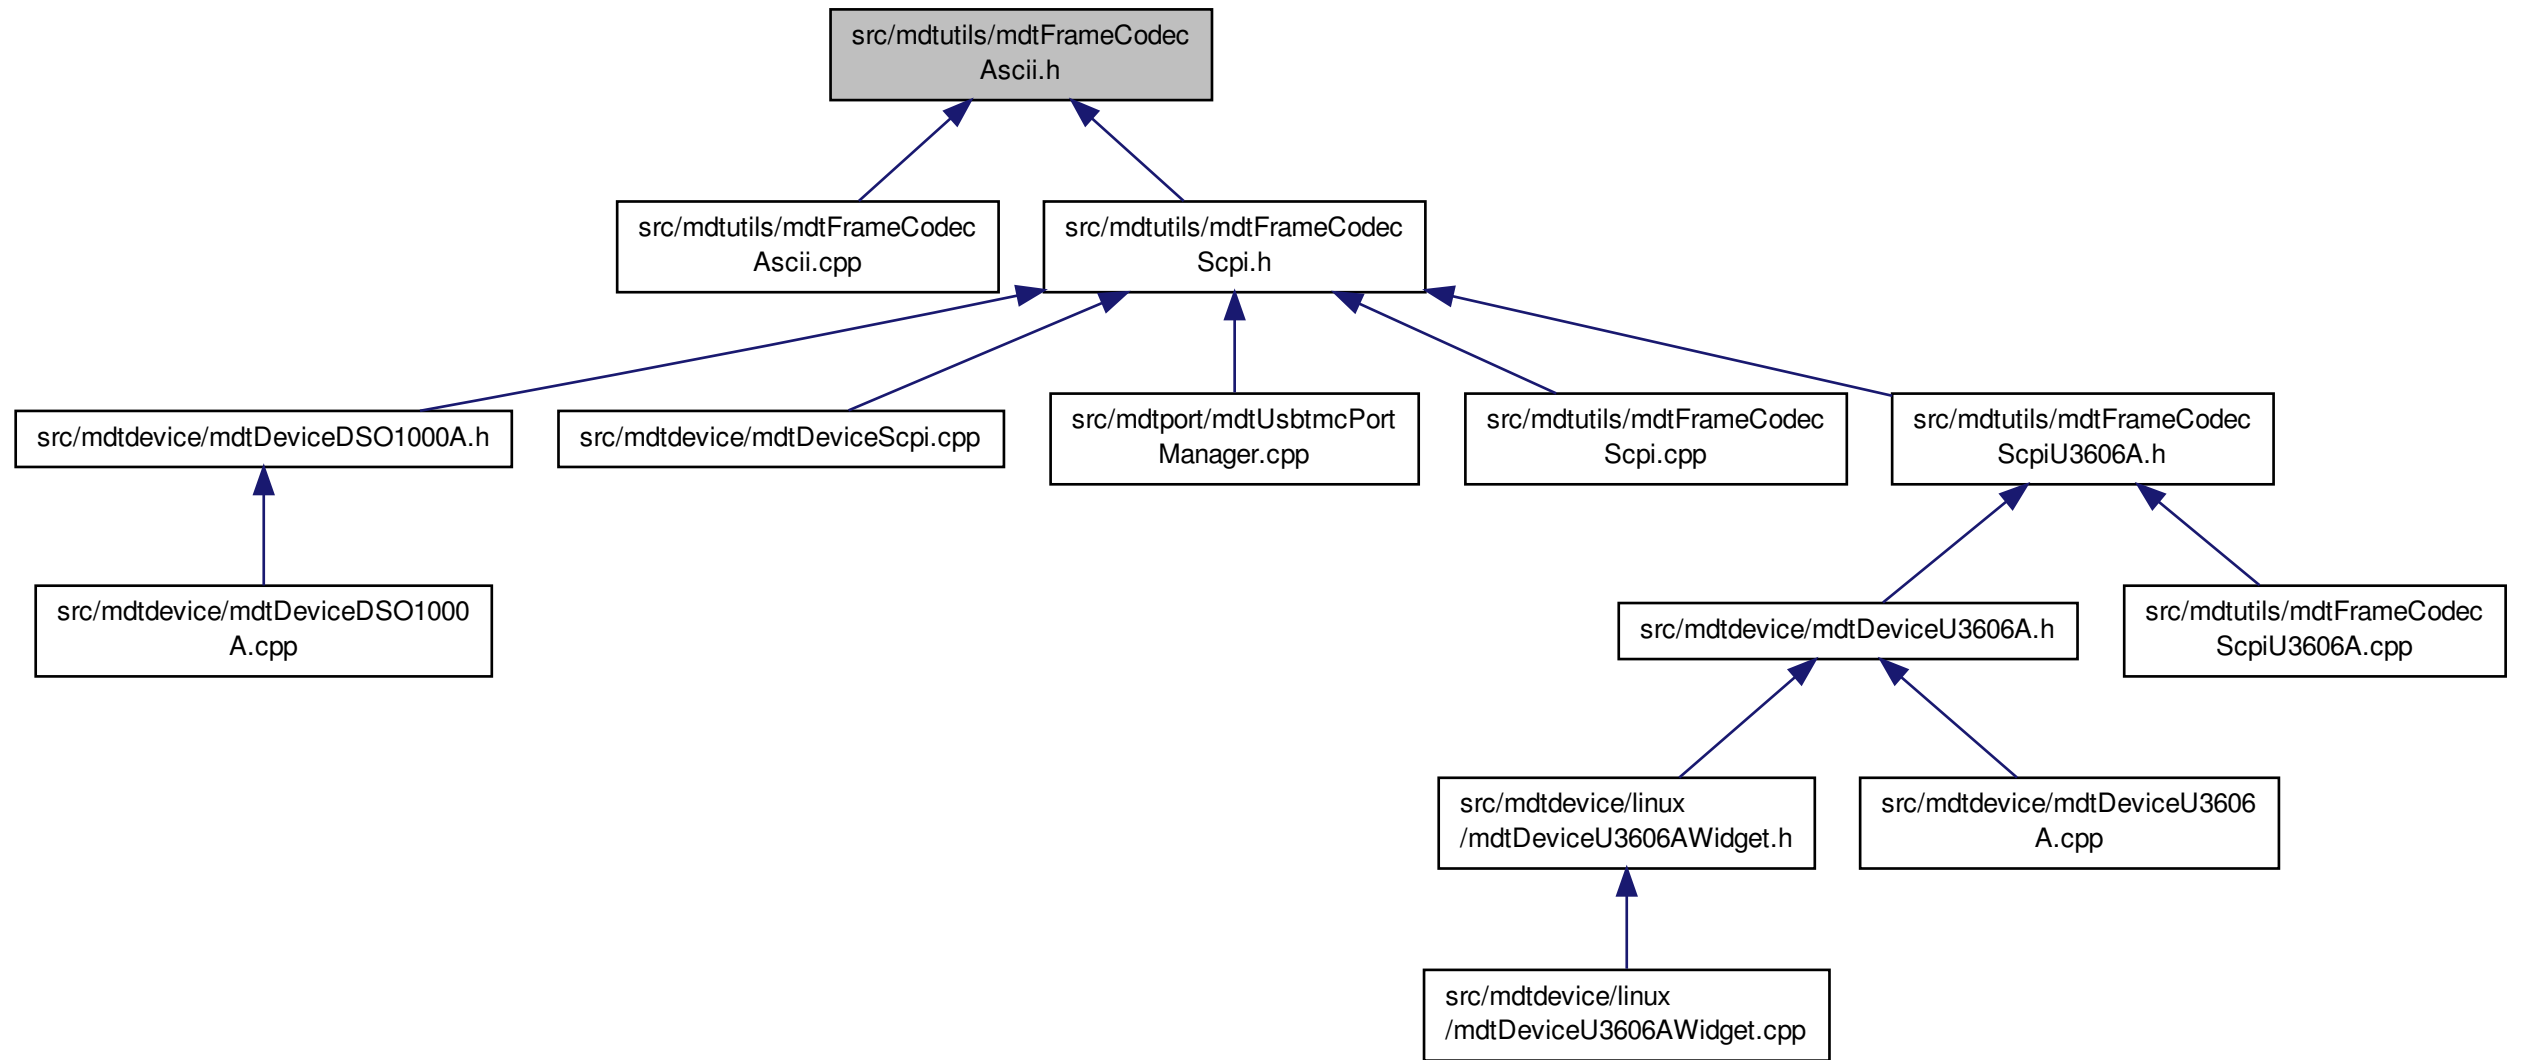 src/mdtutils/mdtFrameCodec
Ascii.h
src/mdtutils/mdtFrameCodec
Ascii.cpp
src/mdtutils/mdtFrameCodec
Scpi.h
src/mdtdevice/mdtDeviceDSO1000A.h
src/mdtdevice/mdtDeviceScpi.cpp
src/mdtport/mdtUsbtmcPort
Manager.cpp
src/mdtutils/mdtFrameCodec
Scpi.cpp
src/mdtutils/mdtFrameCodec
ScpiU3606A.h
src/mdtdevice/mdtDeviceDSO1000
A.cpp
src/mdtdevice/mdtDeviceU3606A.h
src/mdtutils/mdtFrameCodec
ScpiU3606A.cpp
src/mdtdevice/linux
/mdtDeviceU3606AWidget.h
src/mdtdevice/mdtDeviceU3606
A.cpp
src/mdtdevice/linux
/mdtDeviceU3606AWidget.cpp